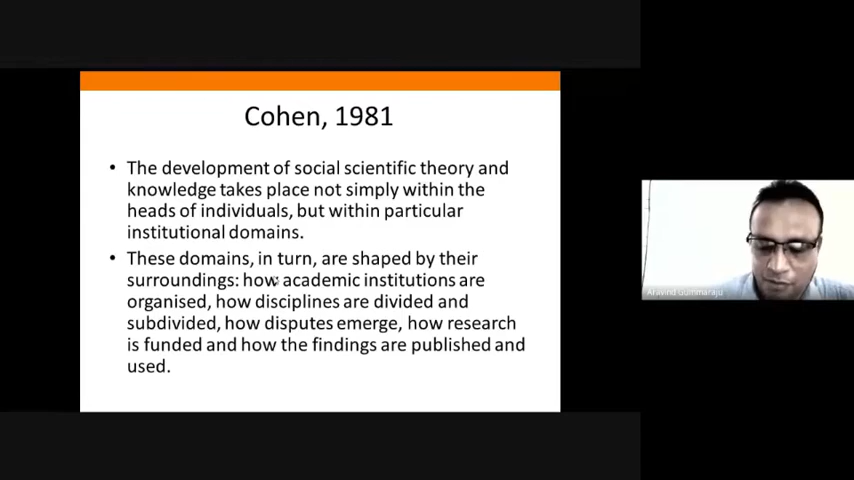 Cohen, 1981
• The development of social scientific theory and
knowledge takes place not simply within the
heads of individuals, but within particular
institutional domains.
• These domains, in turn, are shaped by their
surroundings: how academic institutions are
organised, how disciplines are divided and
subdivided, how disputes emerge, how research
is funded and how the findings are published and
used.
Aravind